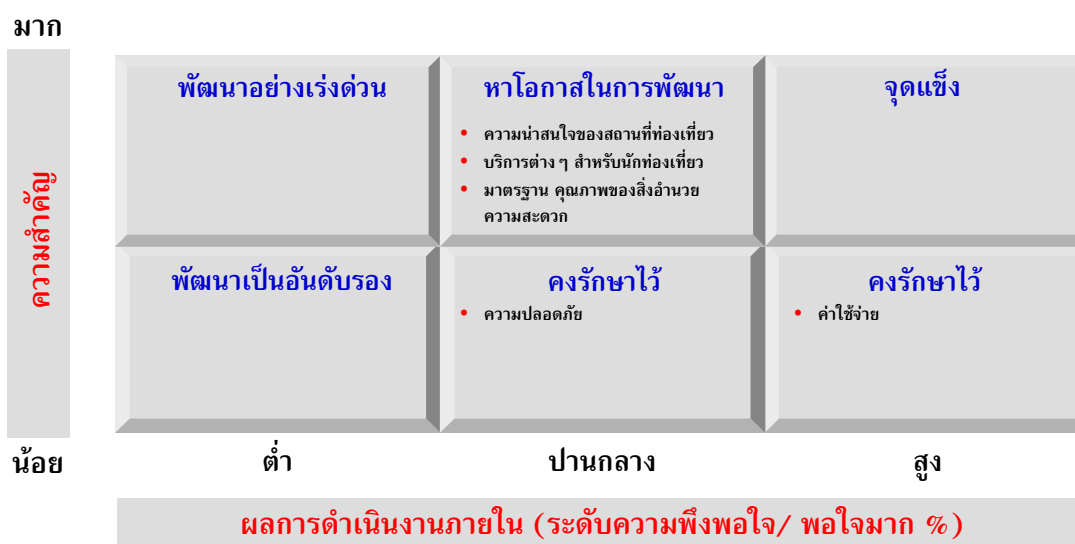 มาก
พัฒนาอย่างเร่งด่วน
หาโอกาสในการพัฒนา
• ความน่าสนใจของสถานที่ท่องเที่ยว
• บริการต่าง ๆ สำหรับนักท่องเที่ยว
• มาตรฐาน คุณภาพของสิ่งอำนวย
ความสะดวก
จุดแข็ง
ความสำคัญ
พัฒนาเป็นอันดับรอง
คงรักษาไว้
• ความปลอดภัย
คงรักษาไว้
• ค่าใช้จ่าย
น้อย
ต่ำ
ปานกลาง
สูง
ผลการดำเนินงานภายใน (ระดับความพึงพอใจ/ พอใจมาก %)